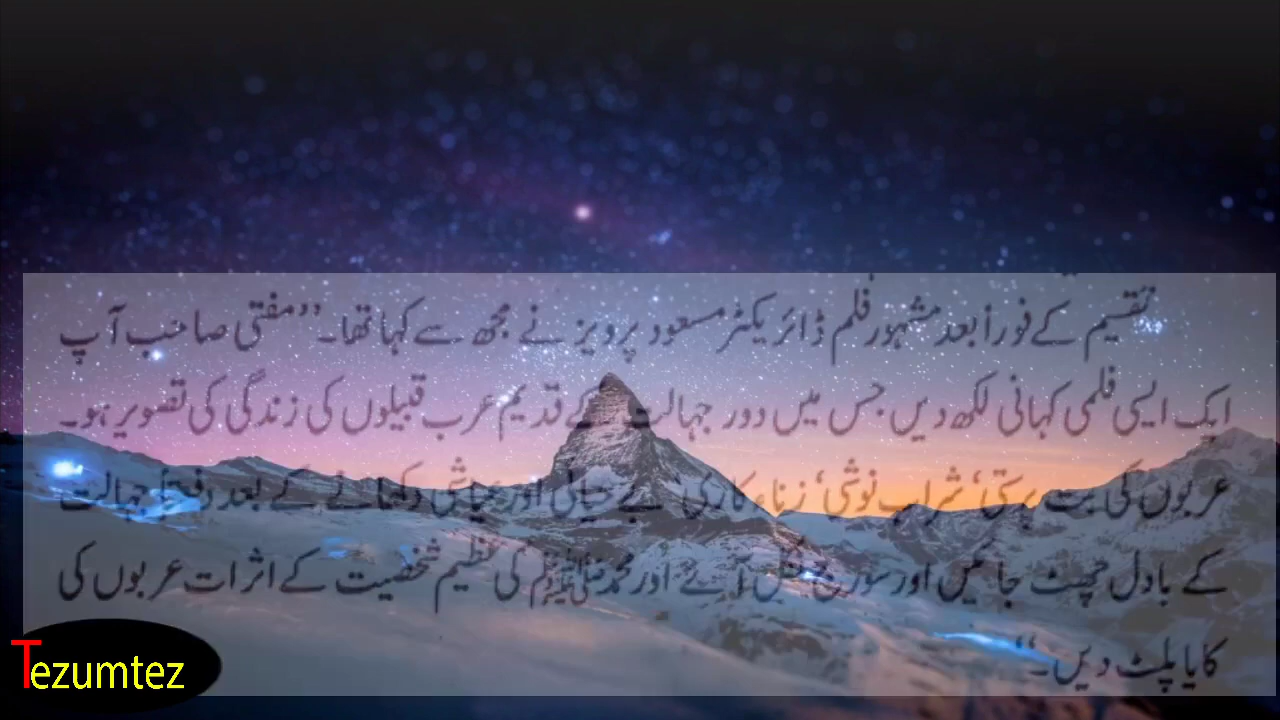 تقسیم کے فوراً بعد مشہور فلم ڈائریکٹر مسعود پرویز نے مجھ سے کہا تھا۔ ”مفتی صاحب آپ
ایک ایسی فلمی کہانی لکھ دیں جس میں دور جہالت کے قدیم عرب قبیلوں کی زندگی کی تصویر ہو۔
عربوں کی بت پرستی‘ شراب نوشی‘ زناء کاری بے حیائی اور عیاشی دکھانے کے بعد دفعتاً جہالت
کے بادل چھٹ جائیں اور سورج نکل آئے اور محمد ﷺ کی عظیم شخصیت کے اثرات عربوں کی
کایا پلٹ دیں۔“
Tezumtez